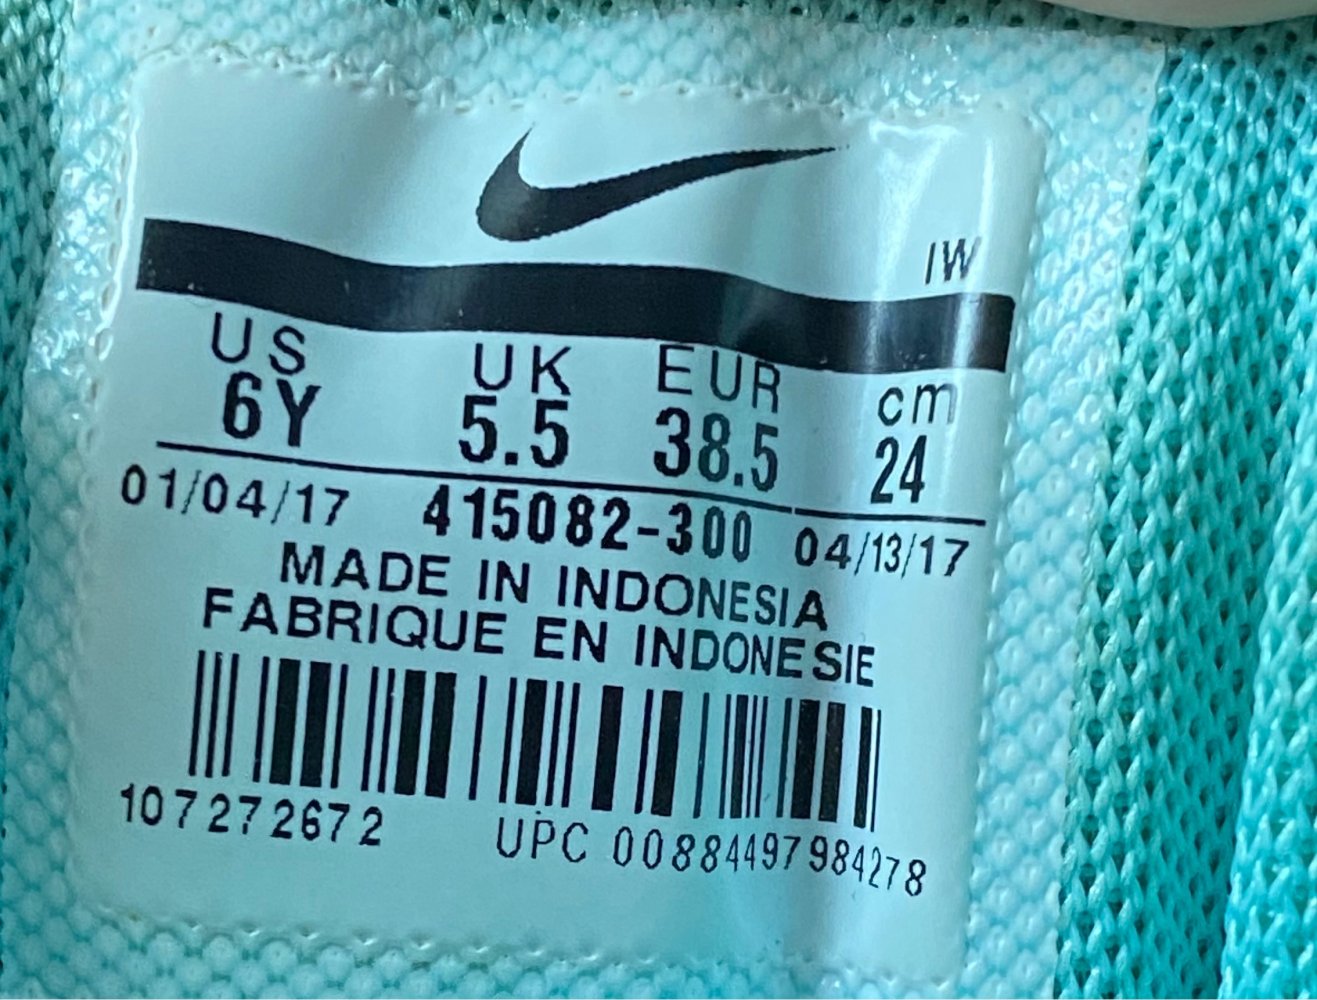 IW
US UK EUR cm
6Y 5.5 38.5 24
01/04/17 415082-300 04/13/17
MADE IN INDONESIA
FABRIQUE EN INDONESIE
107272672 UPC 00884497984278